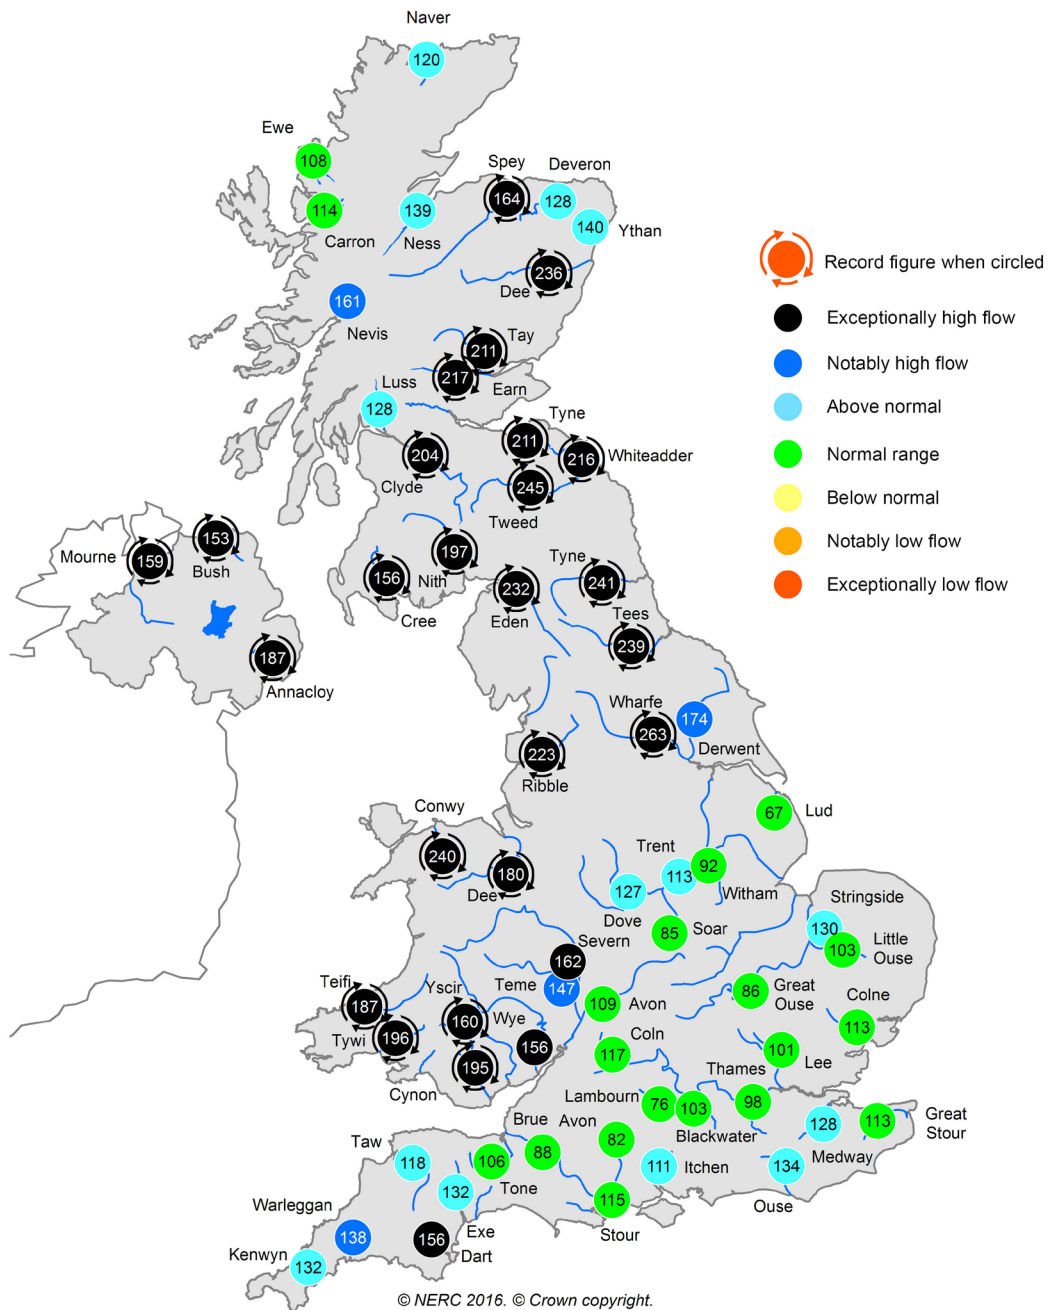 Naver
120
Ewe
108
Spey
Deveron
164
128
114
139
140
Ythan
Carron
Ness
Record figure when circled
236
Dee
161
Exceptionally high flow
Nevis
Tay
211
Notably high flow
217
Luss
Earn
128
Above normal
Tyne
211
204
216
Whiteadder
Normal range
Clyde
245
Below normal
Tweed
153
Notably low flow
Mourne
159
Bush
197
Tyne
156
Nith
241
232
Exceptionally low flow
Cree
Eden
Tees
239
187
Annacloy
Wharfe
174
263
Derwent
223
Ribble
Conwy
67
Lud
240
Trent
92
180
113
127
Witham
Dee
Stringside
Dove
130
85
Soar
Severn
103
Little
Ouse
162
Teifi
Yscir
Teme
147
86
Great
Ouse
187
109
Avon
Colne
160
Wye
Tywi
196
113
Coln
156
101
117
Lee
195
Thames
Cynon
Lambourn
76
103
98
Brue
Avon
Blackwater
128
113
Great
Stour
Taw
82
88
118
106
111
Itchen
134
Medway
Tone
132
115
Ouse
Warleggan
Exe
Stour
138
156
Dart
Kenwyn
132
© NERC 2016. © Crown copyright.